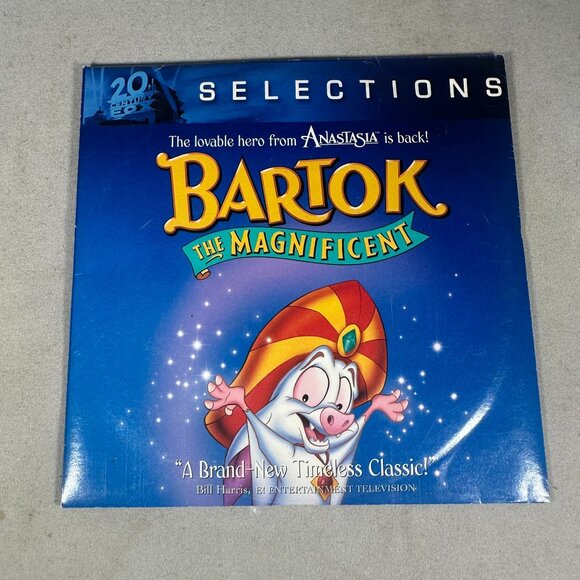 20th
CENTURY
FOX
SELECTIONS
The lovable hero from ANASTASIA is back!
BARTOK
THE MAGNIFICENT
"A Brand-New Timeless Classic!"
Bill Harris, E! ENTERTAINMENT TELEVISION